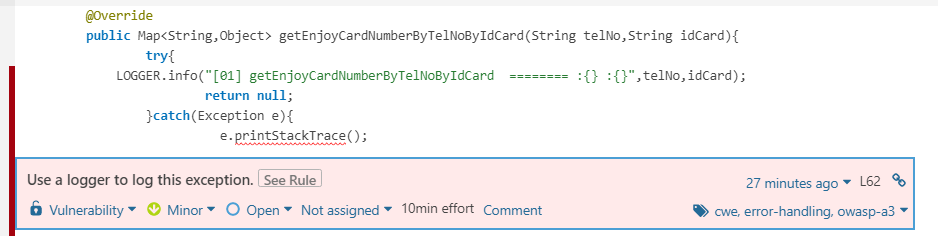 @Override
public Map<String,Object> getEnjoyCardNumberByTelNoByIdCard(String telNo,String idCard){
try{
LOGGER.info("[01] getEnjoyCardNumberByTelNoByIdCard  ======== :{} :{}",telNo,idCard);
return null;
}catch(Exception e){
e.printStackTrace();
Use a logger to log this exception. See Rule
27 minutes ago L62
Vulnerability Minor Open Not assigned 10min effort Comment
cwe, error-handling, owasp-a3